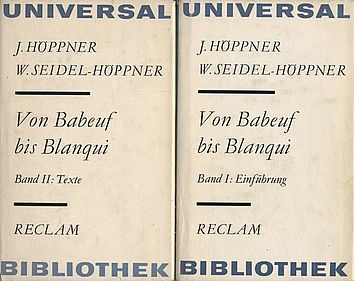 UNIVERSAL
J. HÖPPNER
W. SEIDEL-HÖPPNER
Von Babeuf
bis Blanqui
Band II: Texte
RECLAM
BIBLIOTHEK
UNIVERSAL
J. HÖPPNER
W. SEIDEL-HÖPPNER
Von Babeuf
bis Blanqui
Band I: Einführung
RECLAM
BIBLIOTHEK